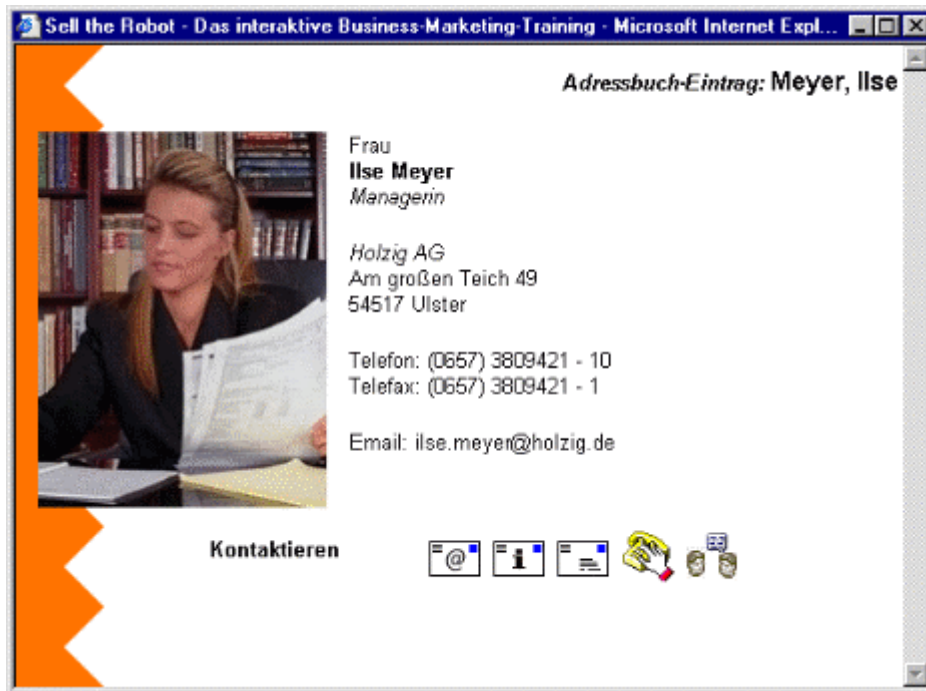 Sell the Robot - Das interaktive Business-Marketing-Training - Microsoft Internet Expl...
Adressbuch-Eintrag: Meyer, Ilse
Frau
Ilse Meyer
Managerin
Holzig AG
Am großen Teich 49
54517 Ulster
Telefon: (0657) 3809421 - 10
Telefax: (0657) 3809421 - 1
Email: ilse.meyer@holzig.de
Kontaktieren